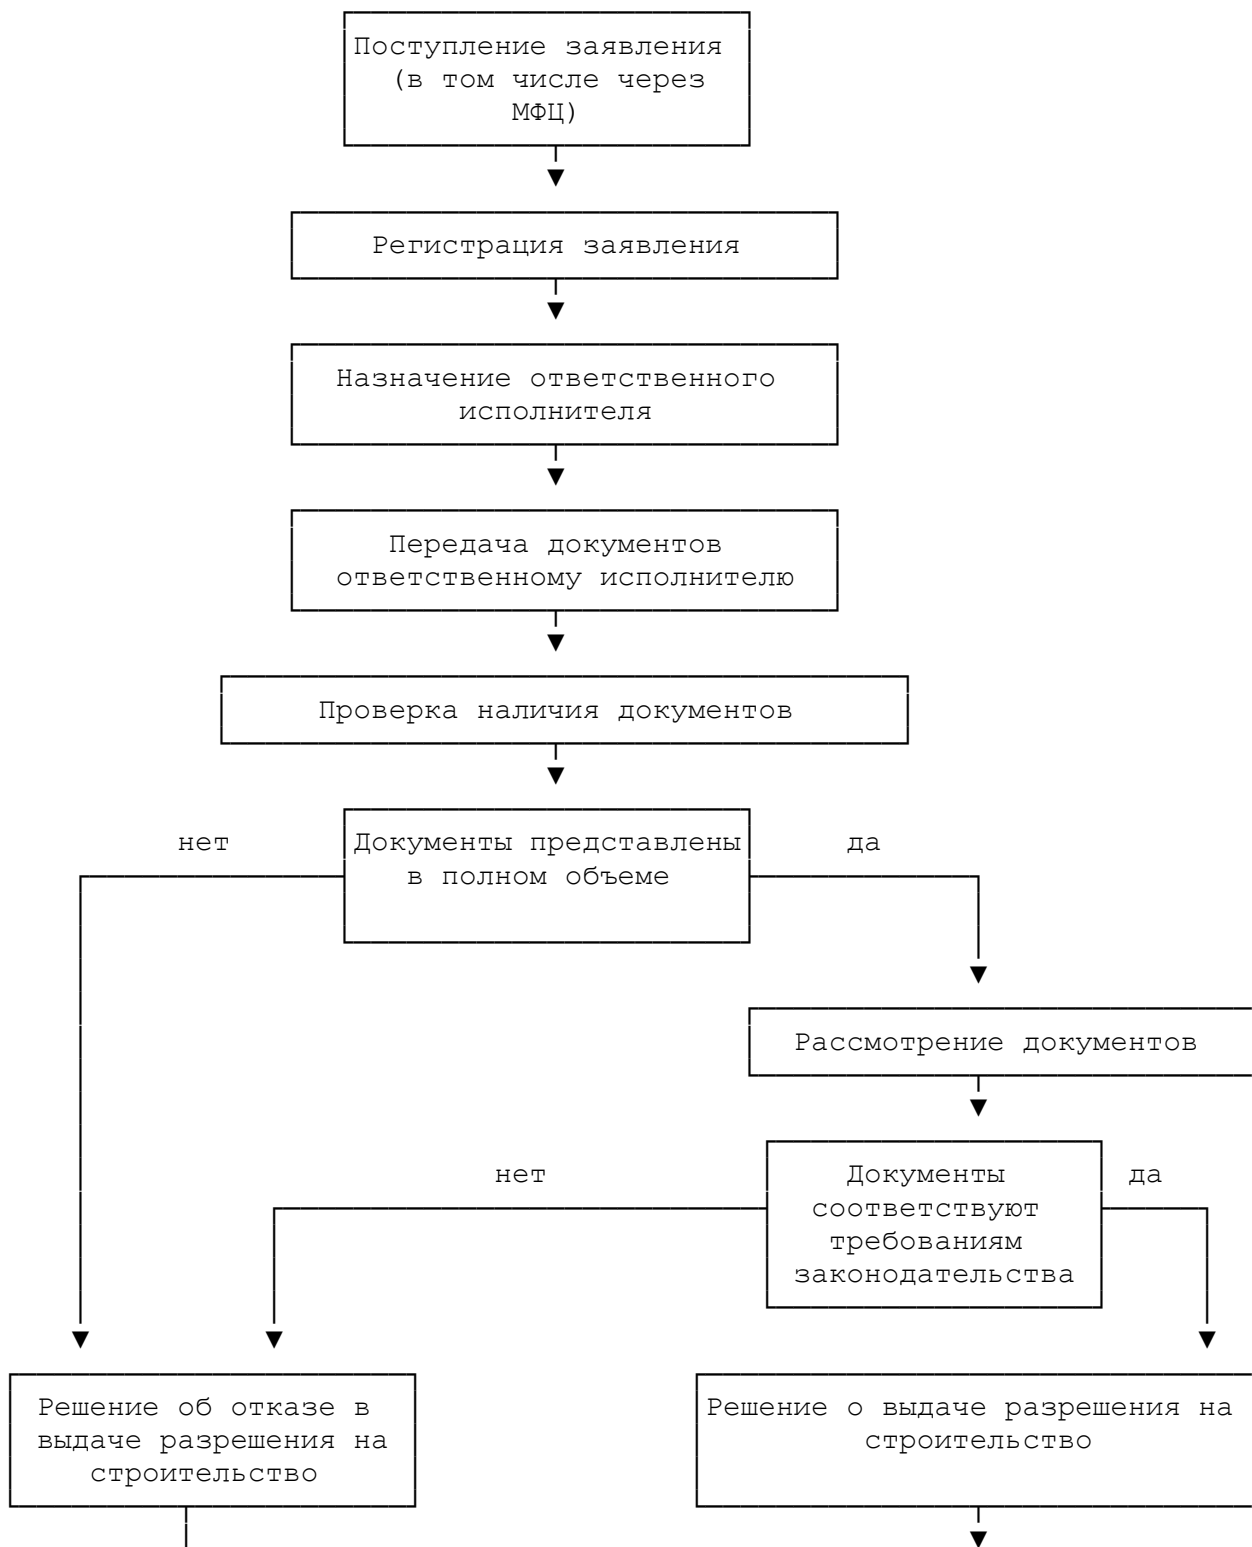 Поступление заявления
(в том числе через
МФЦ)
Регистрация заявления
Назначение ответственного
исполнителя
Передача документов
ответственному исполнителю
Проверка наличия документов
нет
Документы представлены
в полном объеме
да
Рассмотрение документов
нет
Документы
соответствуют
требованиям
законодательства
да
Решение об отказе в
выдаче разрешения на
строительство
Решение о выдаче разрешения на
строительство